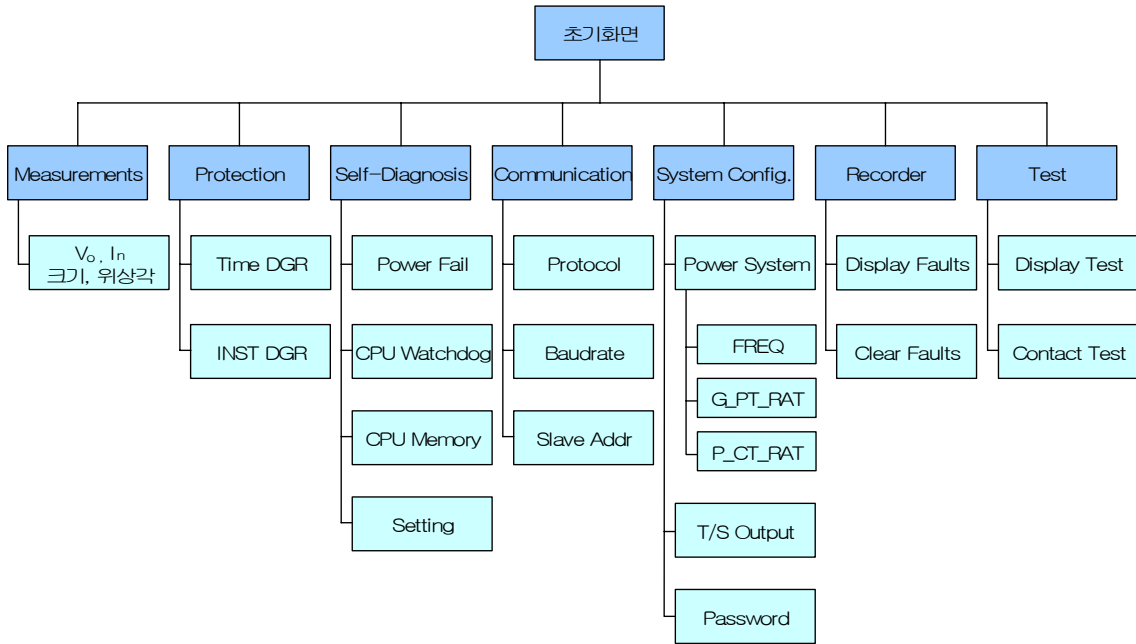 초기화면
Measurements
Protection
Self-Diagnosis
Communication
System Config.
Recorder
Test
Vo, In
크기, 위상각
Time DGR
INST DGR
Power Fail
CPU Watchdog
CPU Memory
Setting
Protocol
Baudrate
Slave Addr
Power System
FREQ
G_PT_RAT
P_CT_RAT
T/S Output
Password
Display Faults
Clear Faults
Display Test
Contact Test